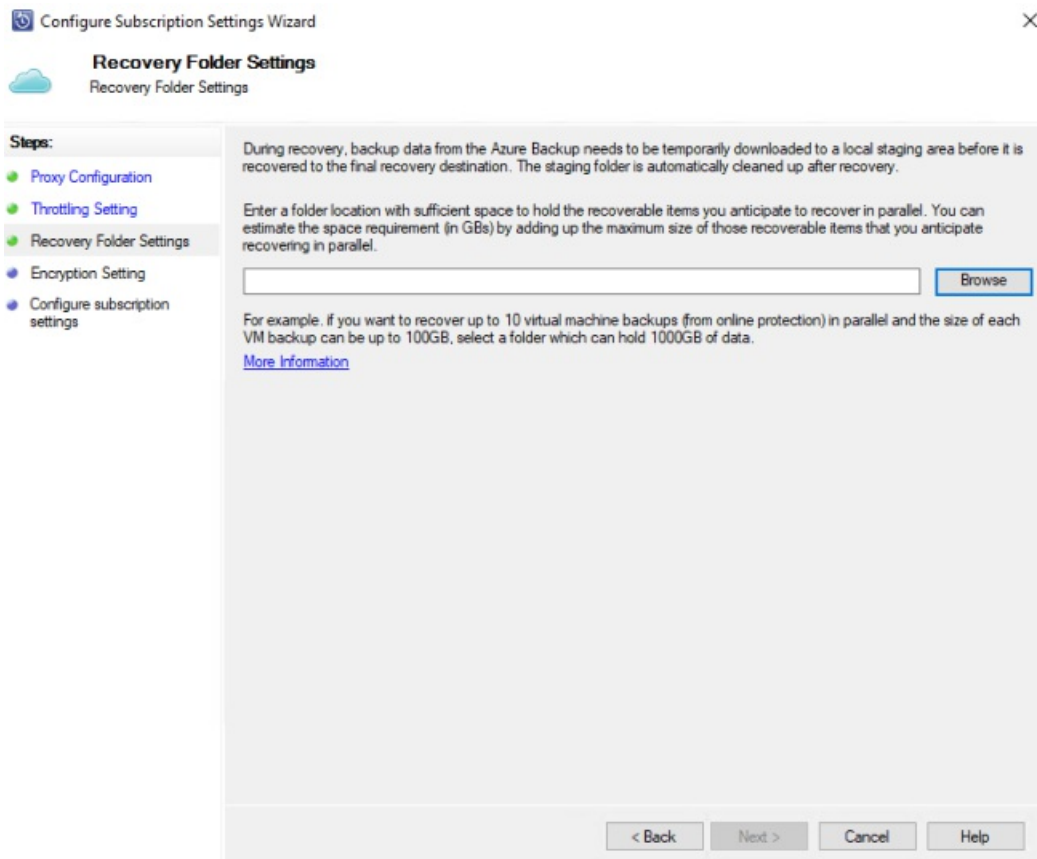 Configure Subscription Settings Wizard
Recovery Folder Settings
Recovery Folder Settings
Steps:
Proxy Configuration
Throttling Setting
Recovery Folder Settings
Encryption Setting
Configure subscription
settings
During recovery, backup data from the Azure Backup needs to be temporarily downloaded to a local staging area before it is
recovered to the final recovery destination. The staging folder is automatically cleaned up after recovery.
Enter a folder location with sufficient space to hold the recoverable items you anticipate to recover in parallel. You can
estimate the space requirement (in GBs) by adding up the maximum size of those recoverable items that you anticipate
recovering in parallel.
Browse
For example. if you want to recover up to 10 virtual machine backups (from online protection) in parallel and the size of each
VM backup can be up to 100GB, select a folder which can hold 1000GB of data.
More Information
< Back
Next >
Cancel
Help